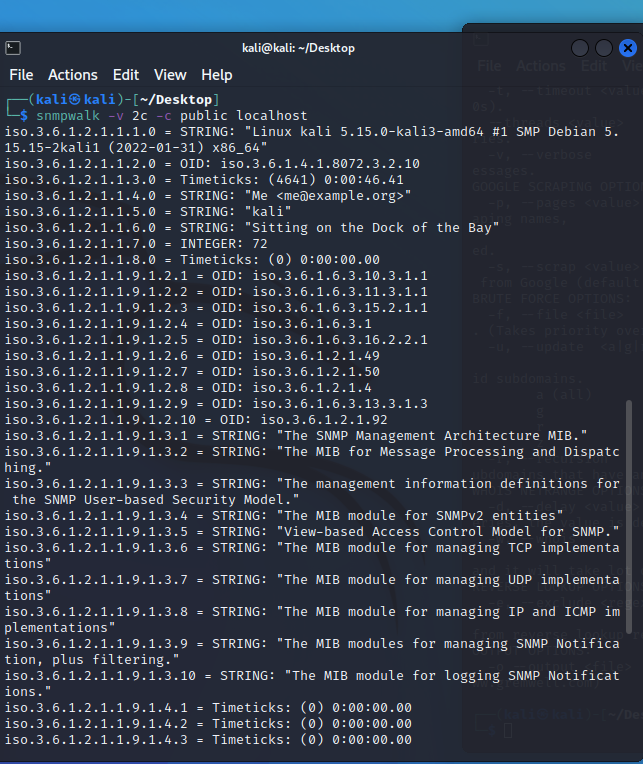 kali@kali: ~/Desktop
File Actions Edit View Help
┌──(kali㉿kali)-[~/Desktop]
└─$ snmpwalk -v 2c -c public localhost
iso.3.6.1.2.1.1.1.0 = STRING: "Linux kali 5.15.0-kali3-amd64 #1 SMP Debian 5.
15.15-2kali1 (2022-01-31) x86_64"
iso.3.6.1.2.1.1.2.0 = OID: iso.3.6.1.4.1.8072.3.2.10
iso.3.6.1.2.1.1.3.0 = Timeticks: (4641) 0:00:46.41
iso.3.6.1.2.1.1.4.0 = STRING: "Me <me@example.org>"
iso.3.6.1.2.1.1.5.0 = STRING: "kali"
iso.3.6.1.2.1.1.6.0 = STRING: "Sitting on the Dock of the Bay"
iso.3.6.1.2.1.1.7.0 = INTEGER: 72
iso.3.6.1.2.1.1.8.0 = Timeticks: (0) 0:00:00.00
iso.3.6.1.2.1.1.9.1.2.1 = OID: iso.3.6.1.6.3.10.3.1.1
iso.3.6.1.2.1.1.9.1.2.2 = OID: iso.3.6.1.6.3.11.3.1.1
iso.3.6.1.2.1.1.9.1.2.3 = OID: iso.3.6.1.6.3.15.2.1.1
iso.3.6.1.2.1.1.9.1.2.4 = OID: iso.3.6.1.6.3.1
iso.3.6.1.2.1.1.9.1.2.5 = OID: iso.3.6.1.6.3.16.2.2.1
iso.3.6.1.2.1.1.9.1.2.6 = OID: iso.3.6.1.2.1.49
iso.3.6.1.2.1.1.9.1.2.7 = OID: iso.3.6.1.2.1.50
iso.3.6.1.2.1.1.9.1.2.8 = OID: iso.3.6.1.2.1.4
iso.3.6.1.2.1.1.9.1.2.9 = OID: iso.3.6.1.6.3.13.3.1.3
iso.3.6.1.2.1.1.9.1.2.10 = OID: iso.3.6.1.2.1.92
iso.3.6.1.2.1.1.9.1.3.1 = STRING: "The SNMP Management Architecture MIB."
iso.3.6.1.2.1.1.9.1.3.2 = STRING: "The MIB for Message Processing and Dispatc
hing."
iso.3.6.1.2.1.1.9.1.3.3 = STRING: "The management information definitions for
 the SNMP User-based Security Model."
iso.3.6.1.2.1.1.9.1.3.4 = STRING: "The MIB module for SNMPv2 entities"
iso.3.6.1.2.1.1.9.1.3.5 = STRING: "View-based Access Control Model for SNMP."
iso.3.6.1.2.1.1.9.1.3.6 = STRING: "The MIB module for managing TCP implementa
tions"
iso.3.6.1.2.1.1.9.1.3.7 = STRING: "The MIB module for managing UDP implementa
tions"
iso.3.6.1.2.1.1.9.1.3.8 = STRING: "The MIB module for managing IP and ICMP im
plementations"
iso.3.6.1.2.1.1.9.1.3.9 = STRING: "The MIB modules for managing SNMP Notifica
tion, plus filtering."
iso.3.6.1.2.1.1.9.1.3.10 = STRING: "The MIB module for logging SNMP Notificat
ions."
iso.3.6.1.2.1.1.9.1.4.1 = Timeticks: (0) 0:00:00.00
iso.3.6.1.2.1.1.9.1.4.2 = Timeticks: (0) 0:00:00.00
iso.3.6.1.2.1.1.9.1.4.3 = Timeticks: (0) 0:00:00.00